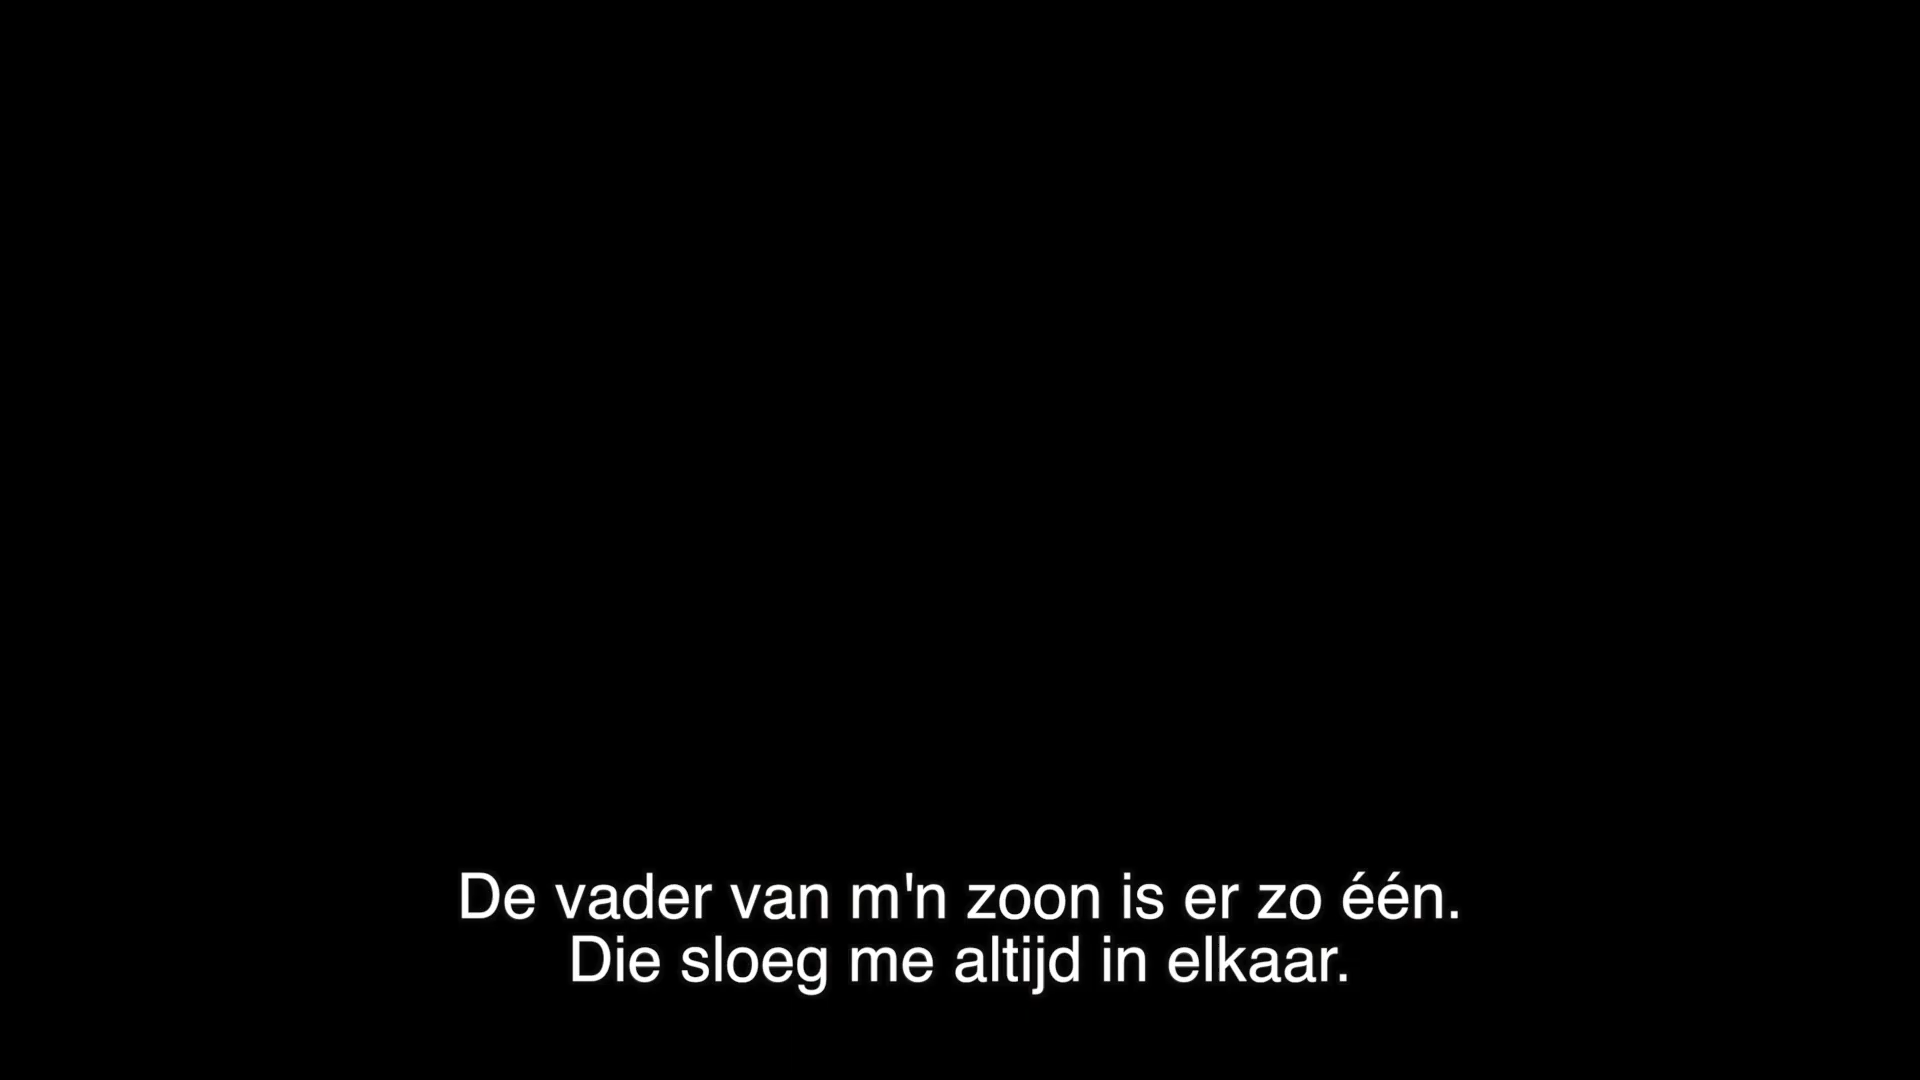 De vader van m'n zoon is er zo één.
Die sloeg me altijd in elkaar.